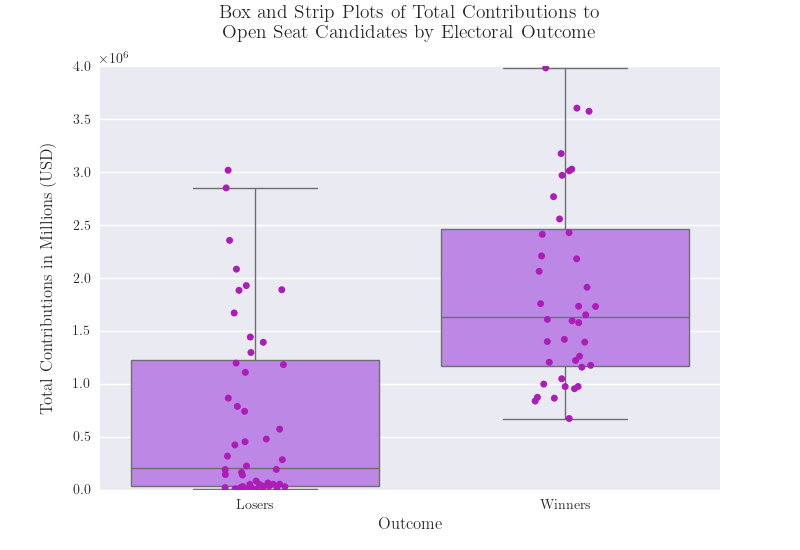 Box and Strip Plots of Total Contributions to
Open Seat Candidates by Electoral Outcome
×10⁶
4.0
3.5
3.0
2.5
2.0
1.5
1.0
0.5
0.0
Total Contributions in Millions (USD)
Losers
Winners
Outcome